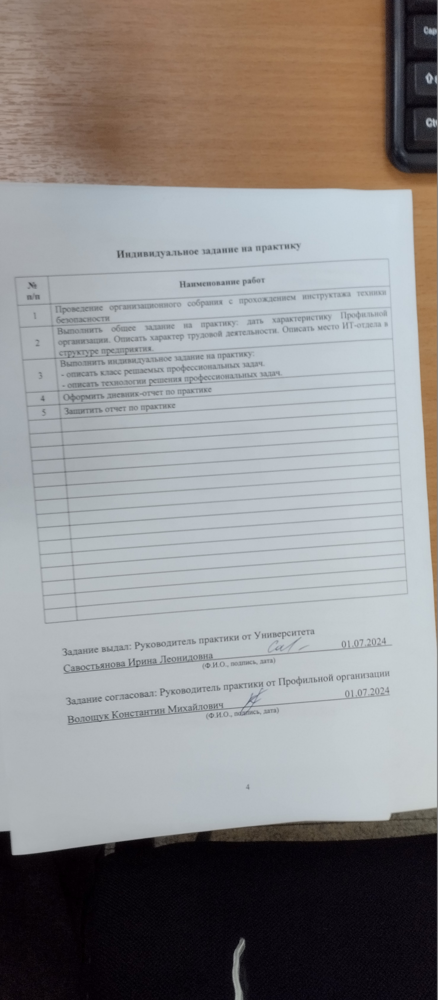 Cap
Индивидуальное задание на практику
№
п/п
Наименование работ
1
Проведение организационного собрания с прохождением инструктажа техники
безопасности
2
Выполнить общее задание на практику: дать характеристику Профильной
организации. Описать характер трудовой деятельности. Описать место ИТ-отдела в
структуре предприятия.
3
Выполнить индивидуальное задание на практику:
- описать класс решаемых профессиональных задач.
- описать технологии решения профессиональных задач.
4 Оформить дневник-отчет по практике
5 Защитить отчет по практике
Задание выдал: Руководитель практики от Университета
Савостьянова Ирина Леонидовна 01.07.2024
(Ф.И.О., подпись, дата)
Задание согласовал: Руководитель практики от Профильной организации
Волощук Константин Михайлович 01.07.2024
(Ф.И.О., подпись, дата)
4